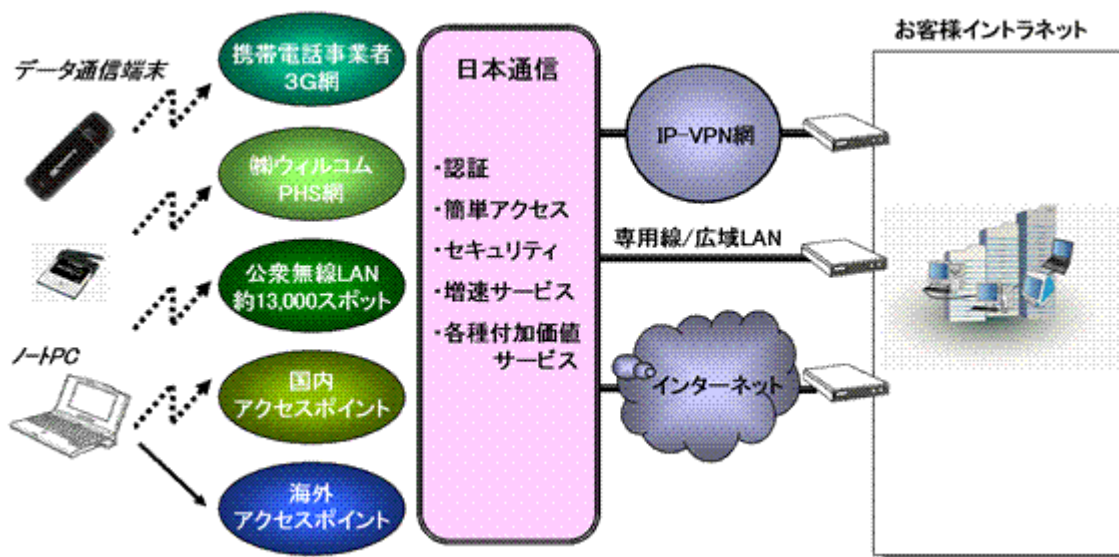 データ通信端末
ノートPC
携帯電話事業者
3G網
㈱ウィルコム
PHS網
公衆無線LAN
約13,000スポット
国内
アクセスポイント
海外
アクセスポイント
日本通信
・認証
・簡単アクセス
・セキュリティ
・増速サービス
・各種付加価値
サービス
IP-VPN網
専用線/広域LAN
インターネット
お客様イントラネット